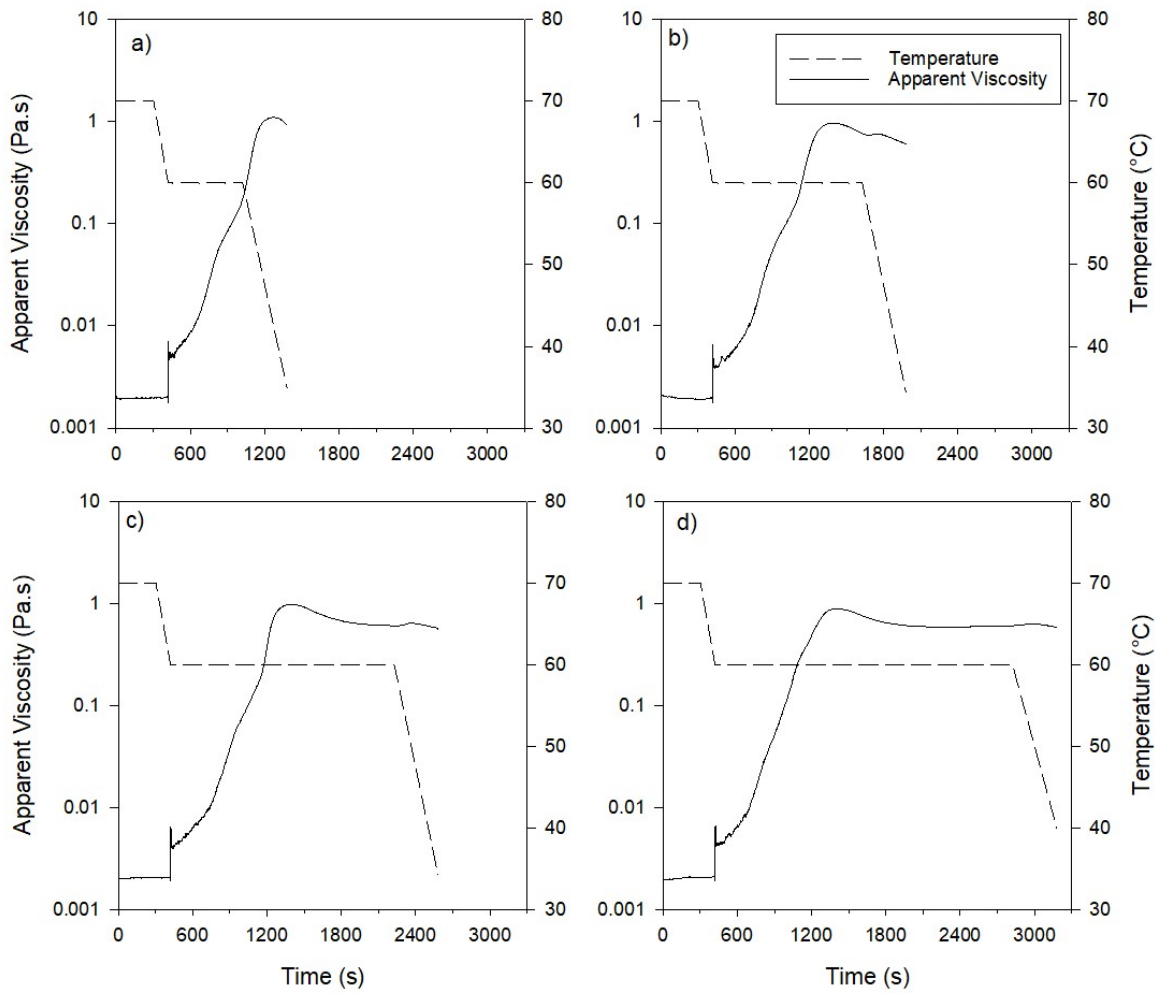 a)
b)
Temperature
Apparent Viscosity
10
1
0.1
0.01
0.001
Apparent Viscosity (Pa.s)
80
70
60
50
40
30
0 600 1200 1800 2400 3000
10
1
0.1
0.01
0.001
80
70
60
50
40
30
Temperature (°C)
0 600 1200 1800 2400 3000
c)
10
1
0.1
0.01
0.001
Apparent Viscosity (Pa.s)
80
70
60
50
40
30
0 600 1200 1800 2400 3000
Time (s)
d)
10
1
0.1
0.01
0.001
80
70
60
50
40
30
Temperature (°C)
0 600 1200 1800 2400 3000
Time (s)